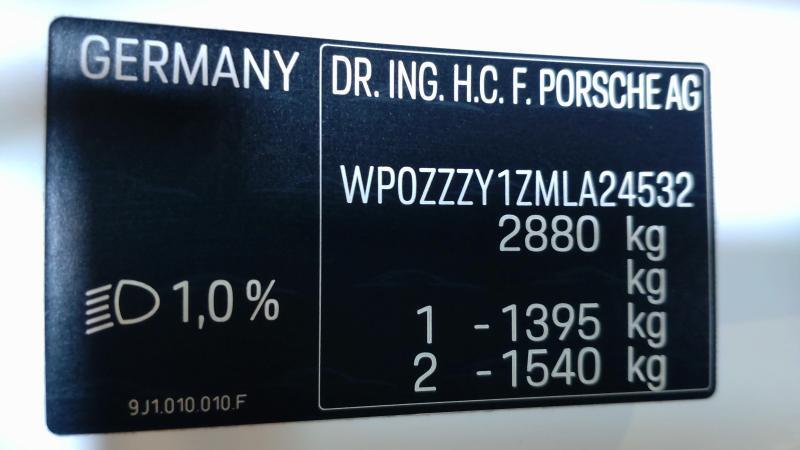 GERMANY
DR. ING. H.C. F. PORSCHE AG
WP0ZZZY1ZMLA24532
2880 kg
kg
1 - 1395 kg
2 - 1540 kg
1,0 %
9J1.010.010.F